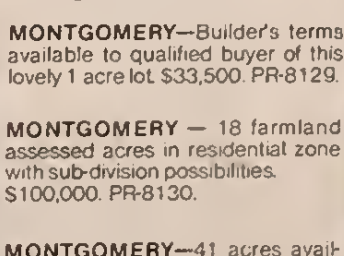 MONTGOMERY—Builder's terms
available to qualified buyer of this
lovely 1 acre lot. $33,500. PR-8129.
MONTGOMERY — 18 farmland
assessed acres in residential zone
with sub-division possibilities.
$100,000. PR-8130.
MONTGOMERY—41 acres avail-